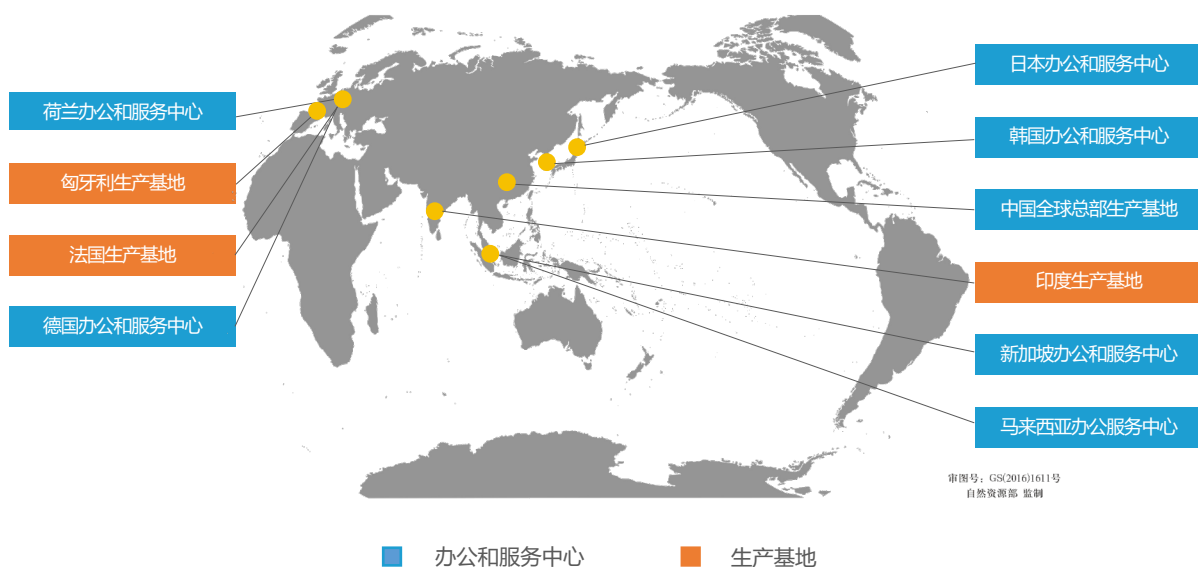 荷兰办公和服务中心
匈牙利生产基地
法国生产基地
德国办公和服务中心
日本办公和服务中心
韩国办公和服务中心
中国全球总部生产基地
印度生产基地
新加坡办公和服务中心
马来西亚办公服务中心
审图号：GS(2016)1611号
自然资源部 监制
办公和服务中心
生产基地